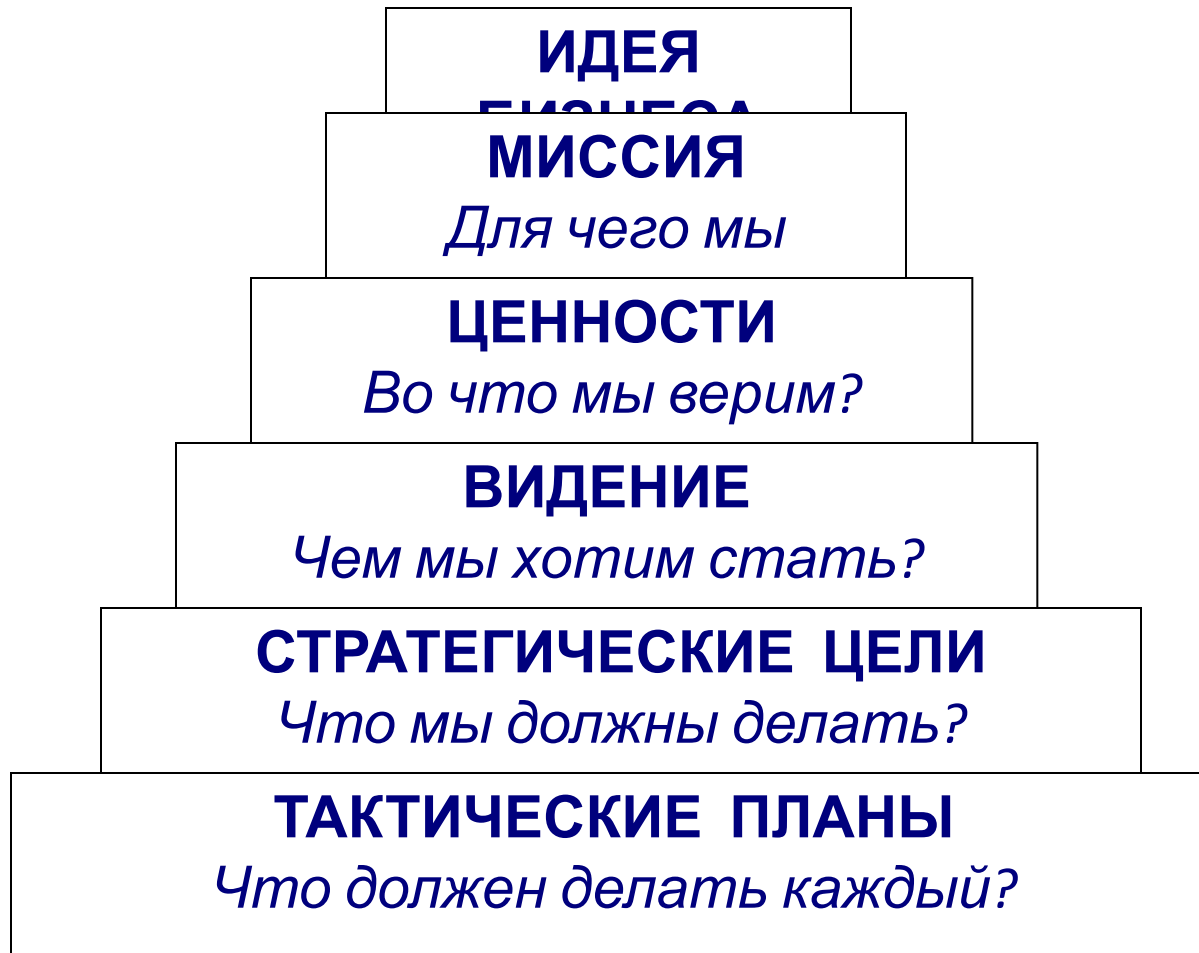 ИДЕЯ
БИЗНЕСА
МИССИЯ
Для чего мы
ЦЕННОСТИ
Во что мы верим?
ВИДЕНИЕ
Чем мы хотим стать?
СТРАТЕГИЧЕСКИЕ ЦЕЛИ
Что мы должны делать?
ТАКТИЧЕСКИЕ ПЛАНЫ
Что должен делать каждый?